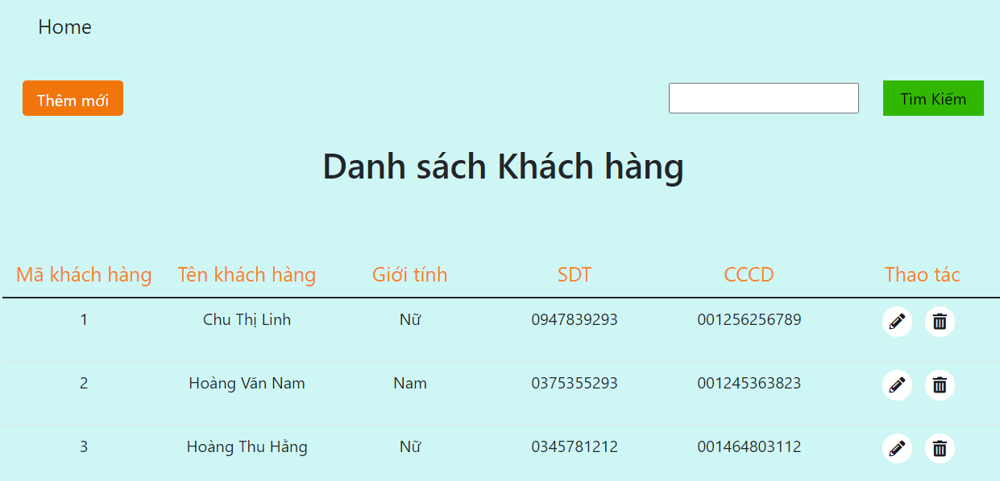 Home
Thêm mới Tìm Kiếm
Danh sách Khách hàng
Mã khách hàng Tên khách hàng Giới tính SDT CCCD Thao tác
1 Chu Thị Linh Nữ 0947839293 001256256789
2 Hoàng Văn Nam Nam 0375355293 001245363823
3 Hoàng Thu Hằng Nữ 0345781212 001464803112